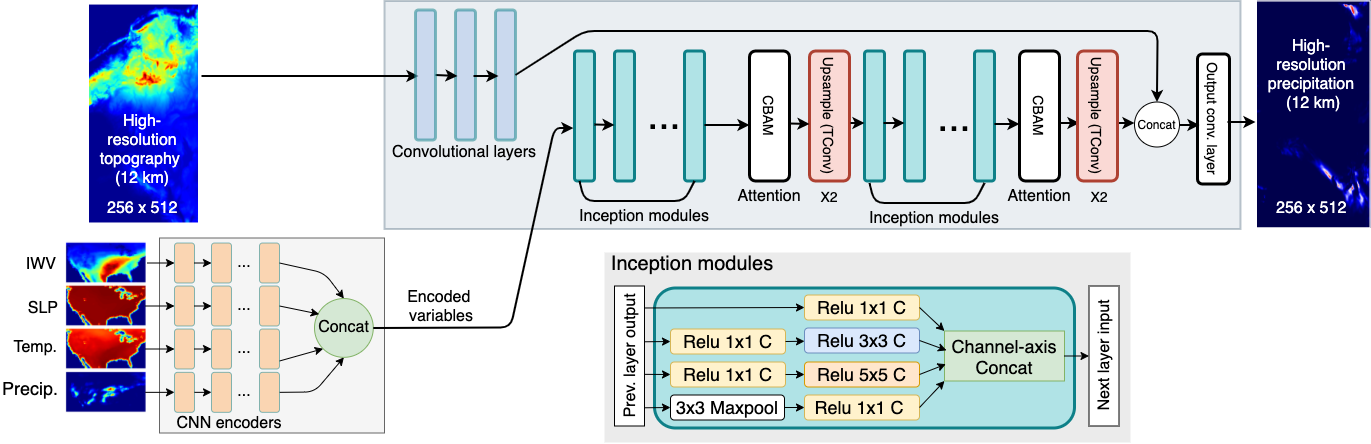 High-
resolution
topography
(12 km)
256 x 512
Convolutional layers
...
CBAM
Attention
Upsample (TConv)
X2
Inception modules
...
CBAM
Attention
Upsample (TConv)
X2
Inception modules
Concat
Output conv. layer
High-
resolution
precipitation
(12 km)
256 x 512
IWV
...
SLP
...
Temp.
...
Precip.
...
Concat
CNN encoders
Encoded
variables
Inception modules
Prev. layer output
Relu 1x1 C
Relu 1x1 C
Relu 3x3 C
Relu 1x1 C
Relu 5x5 C
3x3 Maxpool
Relu 1x1 C
Channel-axis
Concat
Next layer input